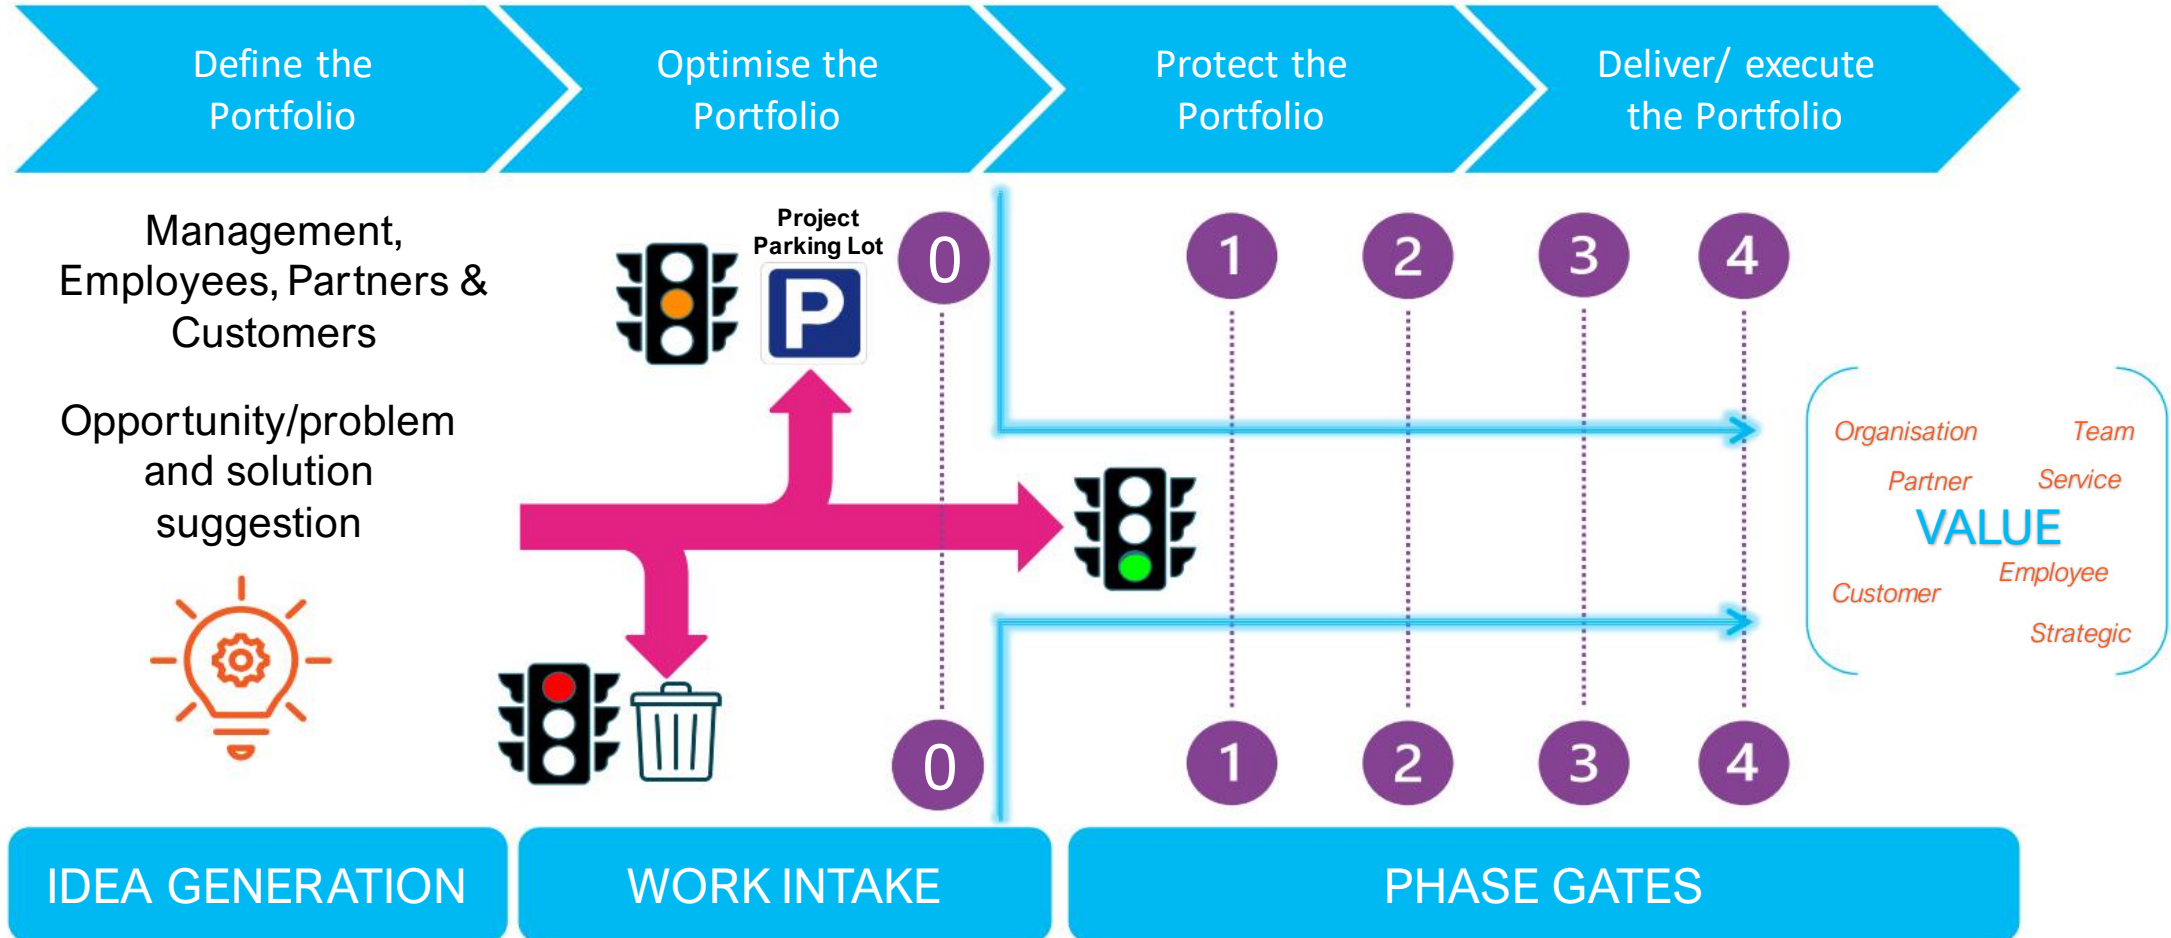 Define the
Portfolio
Optimise the
Portfolio
Protect the
Portfolio
Deliver/ execute
the Portfolio
Management,
Employees, Partners &
Customers
Opportunity/problem
and solution
suggestion
Project
Parking Lot
P
0
1
2
3
4
Organisation
Team
Partner
Service
VALUE
Employee
Customer
Strategic
0
1
2
3
4
IDEA GENERATION
WORK INTAKE
PHASE GATES